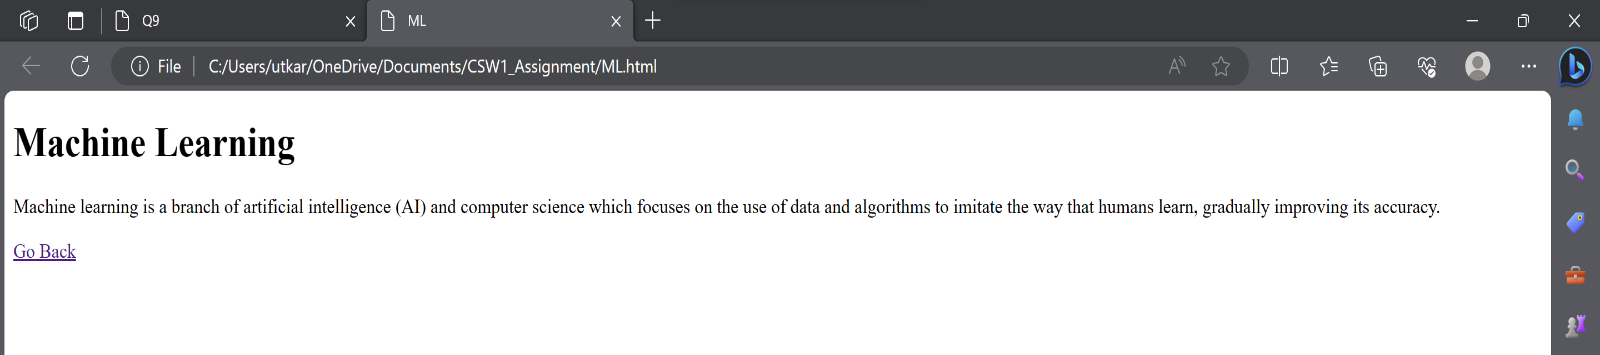 Q9
ML
File
C:/Users/utkar/OneDrive/Documents/CSW1_Assignment/ML.html
Machine Learning
Machine learning is a branch of artificial intelligence (AI) and computer science which focuses on the use of data and algorithms to imitate the way that humans learn, gradually improving its accuracy.
Go Back